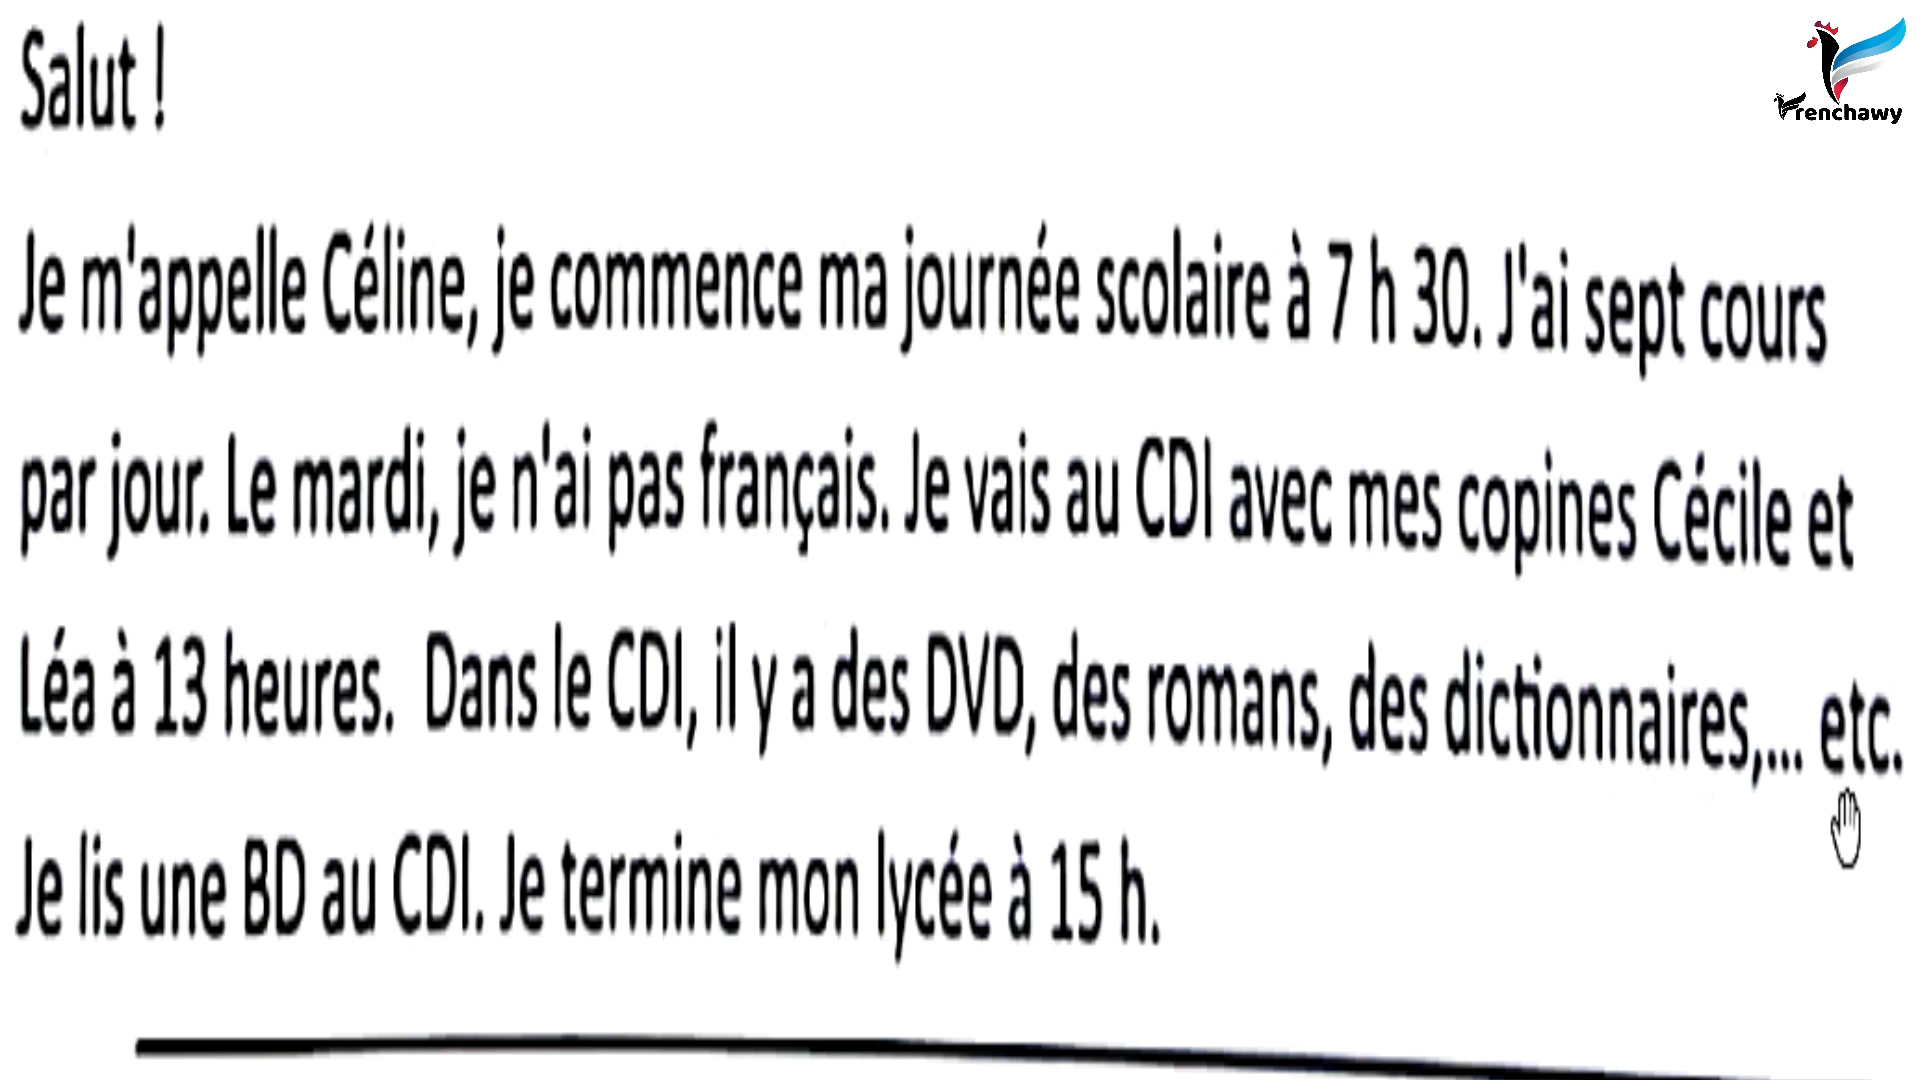 Salut !
Frenchawy
Je m'appelle Céline, je commence ma journée scolaire à 7 h 30. J'ai sept cours
par jour. Le mardi, je n'ai pas français. Je vais au CDI avec mes copines Cécile et
Léa à 13 heures. Dans le CDI, il y a des DVD, des romans, des dictionnaires,... etc.
Je lis une BD au CDI. Je termine mon lycée à 15 h.